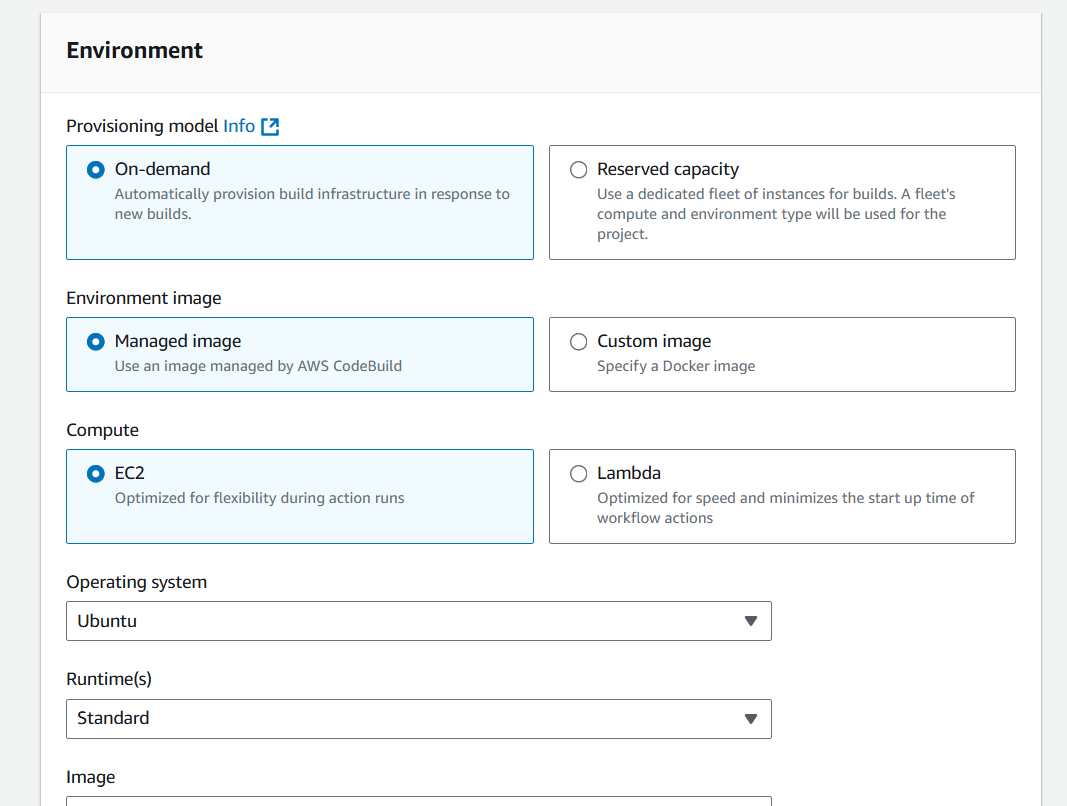 Environment
Provisioning model Info
On-demand
Automatically provision build infrastructure in response to
new builds.
Reserved capacity
Use a dedicated fleet of instances for builds. A fleet's
compute and environment type will be used for the
project.
Environment image
Managed image
Use an image managed by AWS CodeBuild
Custom image
Specify a Docker image
Compute
EC2
Optimized for flexibility during action runs
Lambda
Optimized for speed and minimizes the start up time of
workflow actions
Operating system
Ubuntu
Runtime(s)
Standard
Image